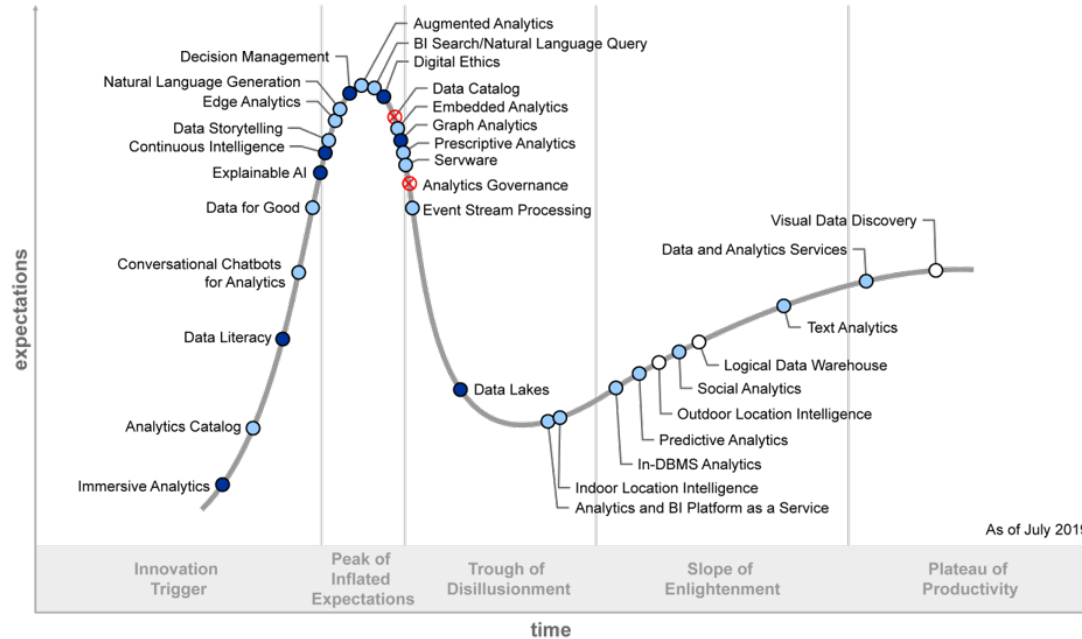 Augmented Analytics
BI Search/Natural Language Query
Decision Management
Digital Ethics
Natural Language Generation
Data Catalog
Edge Analytics
Embedded Analytics
Data Storytelling
Graph Analytics
Continuous Intelligence
Prescriptive Analytics
Servware
Explainable AI
Analytics Governance
Data for Good
Event Stream Processing
Visual Data Discovery
Data and Analytics Services
Conversational Chatbots
for Analytics
expectations
Text Analytics
Data Literacy
Logical Data Warehouse
Data Lakes
Social Analytics
Outdoor Location Intelligence
Analytics Catalog
Predictive Analytics
In-DBMS Analytics
Immersive Analytics
Indoor Location Intelligence
Analytics and BI Platform as a Service
As of July 2019
Innovation
Trigger
Peak of
Inflated
Expectations
Trough of
Disillusionment
Slope of
Enlightenment
Plateau of
Productivity
time